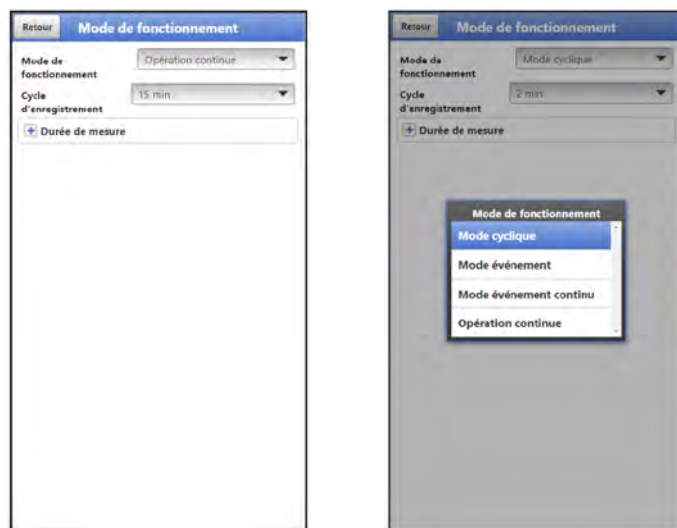 Retour Mode de fonctionnement
Mode de
fonctionnement
Opération continue
Cycle
d'enregistrement
15 min
Durée de mesure
Retour Mode de fonctionnement
Mode de
fonctionnement
Mode cyclique
Cycle
d'enregistrement
2 min
Durée de mesure
Mode de fonctionnement
Mode cyclique
Mode événement
Mode événement continu
Opération continue